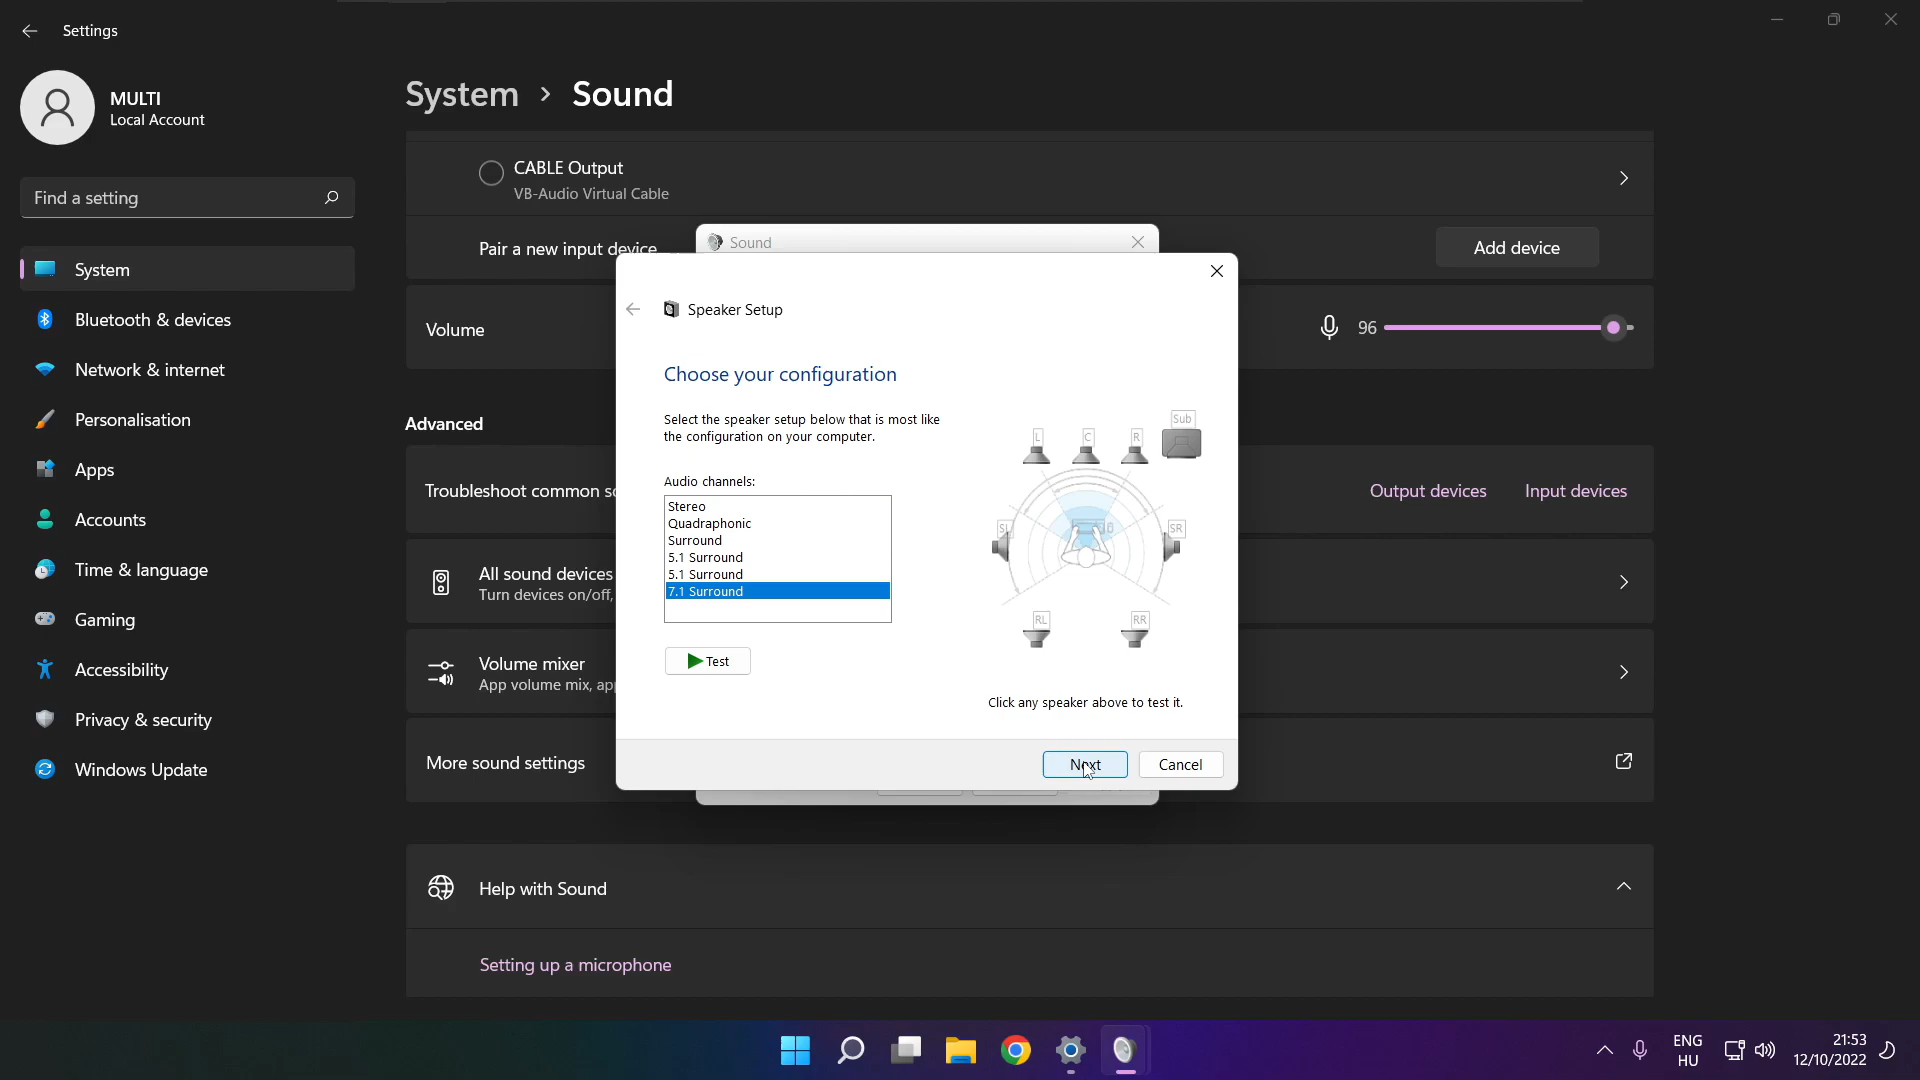 Settings
MULTI
Local Account
Find a setting
System
Bluetooth & devices
Network & internet
Personalisation
Apps
Accounts
Time & language
Gaming
Accessibility
Privacy & security
Windows Update
System > Sound
CABLE Output
VB-Audio Virtual Cable
Pair a new input device
Add device
Volume
96
Advanced
Troubleshoot common
Output devices
Input devices
All sound devices
Turn devices on/off,
Volume mixer
App volume mix,
More sound settings
Help with Sound
Setting up a microphone
Sound
Speaker Setup
Choose your configuration
Select the speaker setup below that is most like
the configuration on your computer.
Audio channels:
Stereo
Quadraphonic
Surround
5.1 Surround
5.1 Surround
7.1 Surround
Test
L
C
R
Sub
SL
SR
RL
RR
Click any speaker above to test it.
Next
Cancel
ENG
HU
21:53
12/10/2022